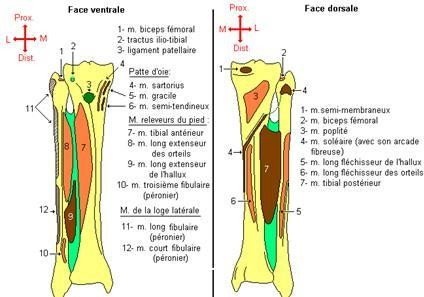 Face ventrale
Prox.
L
M
Dist.
1- m. biceps fémoral
2- tractus ilio-tibial
3- ligament patellaire
Patte d'oie:
4- m. sartorius
5- m. gracile
6- m. semi-tendineux
M. releveurs du pied :
7- m. tibial antérieur
8- m. long extenseur
des orteils
9- m. long extenseur
de l'hallux
10- m. troisième fibulaire
(péronier)
M. de la loge latérale
11- m. long fibulaire
(péronier)
12- m. court fibulaire
(péronier)
1
2
3
4
5
6
11
8
7
12
9
10
Face dorsale
Prox.
M
L
Dist.
1- m.semi-membraneux
2- m. biceps fémoral
3- m. poplité
4- m. soléaire (avec son arcade
fibreuse)
5- m. long fléchisseur de l'hallux
6- m. long fléchisseur des orteils
7- m. tibial postérieur
1
2
3
4
4
7
6
5